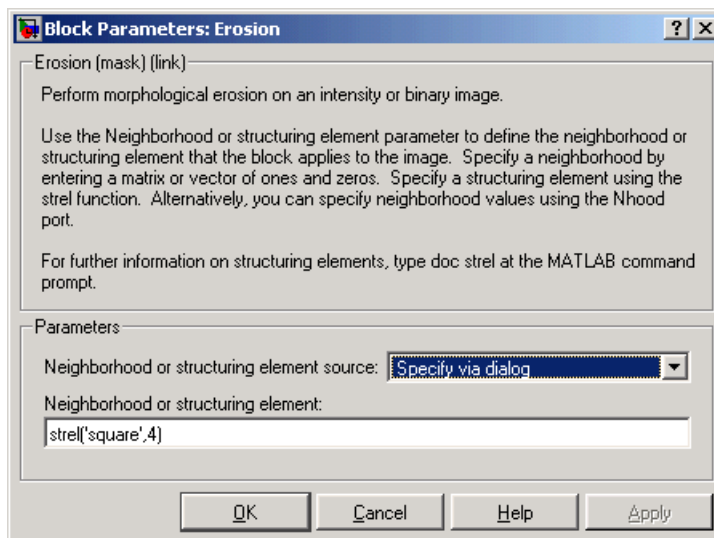 Block Parameters: Erosion
Erosion (mask) (link)
Perform morphological erosion on an intensity or binary image.
Use the Neighborhood or structuring element parameter to define the neighborhood or
structuring element that the block applies to the image. Specify a neighborhood by
entering a matrix or vector of ones and zeros. Specify a structuring element using the
strel function. Alternatively, you can specify neighborhood values using the Nhood
port.
For further information on structuring elements, type doc strel at the MATLAB command
prompt.
Parameters
Neighborhood or structuring element source: Specify via dialog
Neighborhood or structuring element:
strel('square',4)
OK Cancel Help Apply